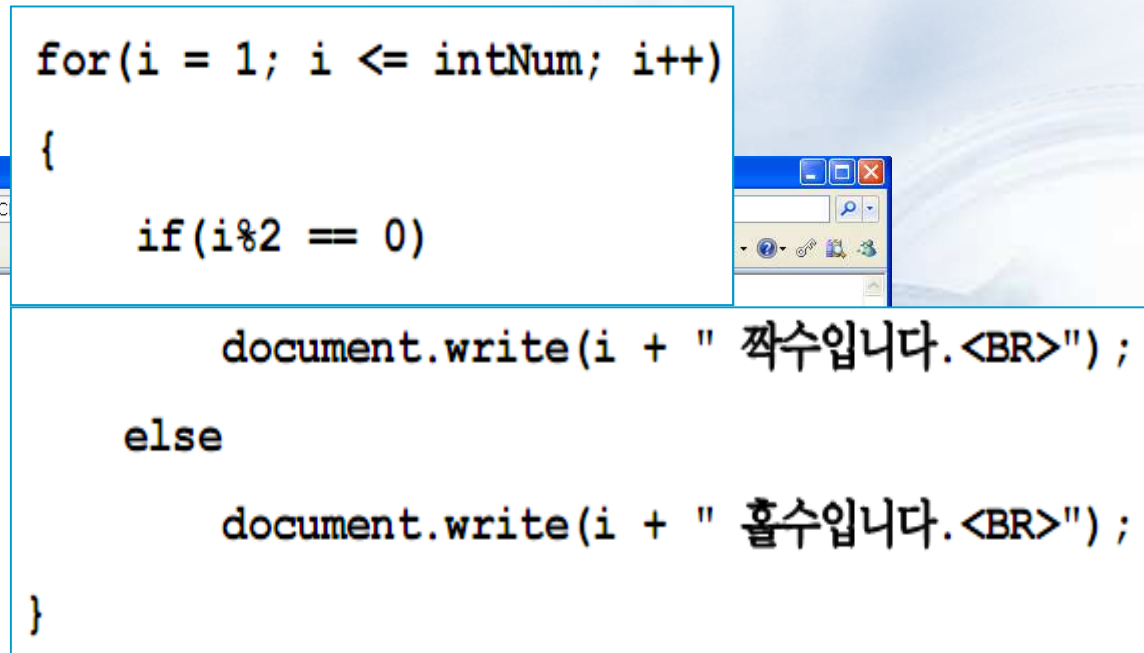 for(i = 1; i <= intNum; i++)
{
if(i%2 == 0)
document.write(i + " 짝수입니다.<BR>");
else
document.write(i + " 홀수입니다.<BR>");
}